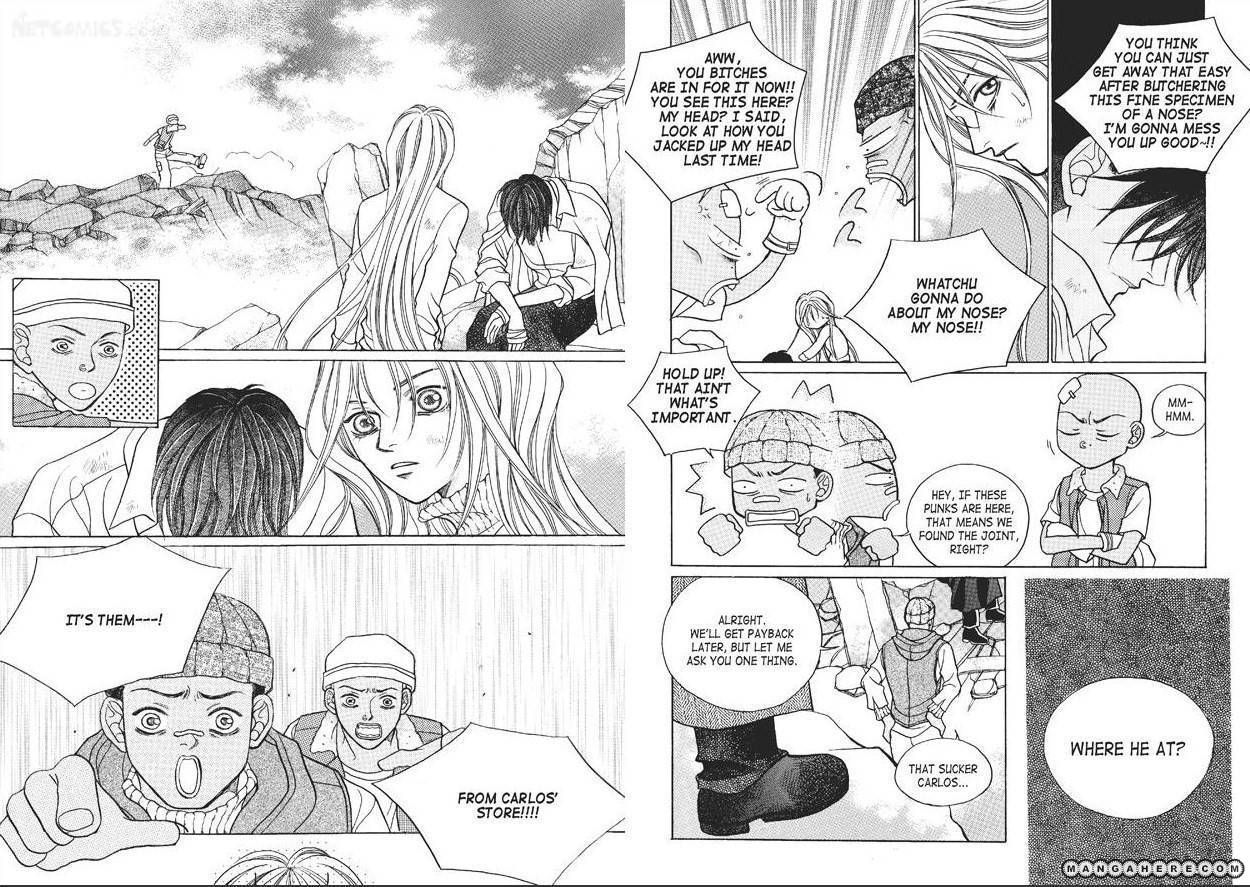 NETCOMICS.com
IT'S THEM---!
FROM CARLOS'
STORE!!!!
AWW,
YOU BITCHES
ARE IN FOR IT NOW!!
YOU SEE THIS HERE?
MY HEAD? I SAID,
LOOK AT HOW YOU
JACKED UP MY HEAD
LAST TIME!
YOU THINK
YOU CAN JUST
GET AWAY THAT EASY
AFTER BUTCHERING
THIS FINE SPECIMEN
OF A NOSE?
I'M GONNA MESS
YOU UP GOOD~!!
WHATCHU
GONNA DO
ABOUT MY NOSE?
MY NOSE!!
HOLD UP!
THAT AIN'T
WHAT'S
IMPORTANT.
HEY, IF THESE
PUNKS ARE HERE,
THAT MEANS WE
FOUND THE JOINT,
RIGHT?
MM-
HMM.
ALRIGHT.
WE'LL GET PAYBACK
LATER, BUT LET ME
ASK YOU ONE THING.
THAT SUCKER
CARLOS...
WHERE HE AT?
MANGAHERE.COM